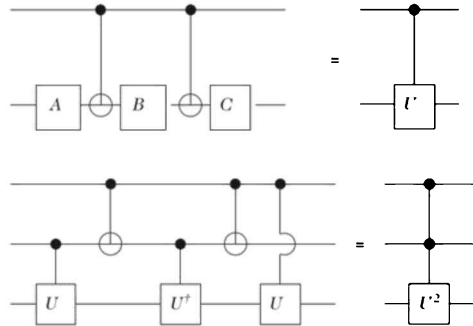 A B C = U
U U† U = U²